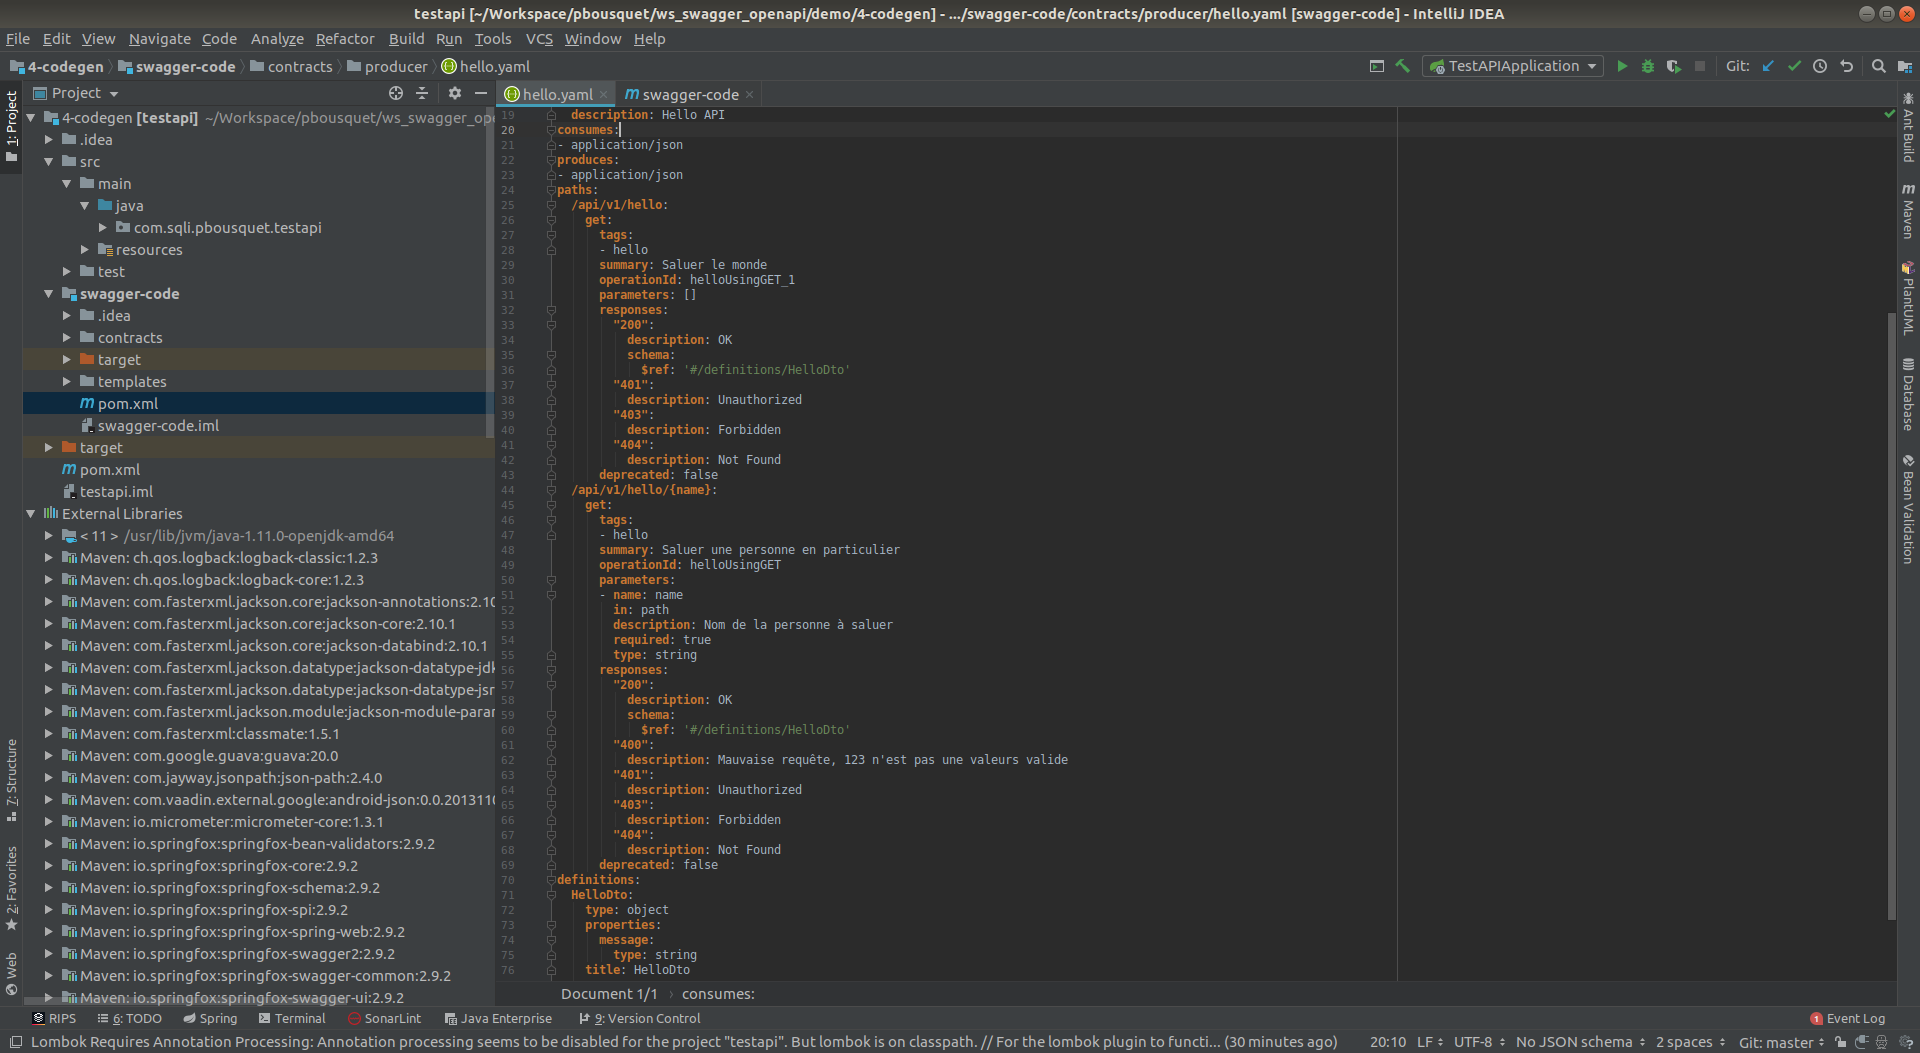 testapi [~/Workspace/pbousquet/ws_swagger_openapi/demo/4-codegen] - .../swagger-code/contracts/producer/hello.yaml [swagger-code] - IntelliJ IDEA
File Edit View Navigate Code Analyze Refactor Build Run Tools VCS Window Help
4-codegen swagger-code contracts producer hello.yaml TestAPIApplication Git:
Project
hello.yaml
swagger-code
1: Project
7: Structure
2: Favorites
Web
4-codegen [testapi] ~/Workspace/pbousquet/ws_swagger_ope
.idea
src
main
java
com.sqli.pbousquet.testapi
resources
test
swagger-code
.idea
contracts
target
templates
pom.xml
swagger-code.iml
target
pom.xml
testapi.iml
External Libraries
< 11 > /usr/lib/jvm/java-1.11.0-openjdk-amd64
Maven: ch.qos.logback:logback-classic:1.2.3
Maven: ch.qos.logback:logback-core:1.2.3
Maven: com.fasterxml.jackson.core:jackson-annotations:2.10
Maven: com.fasterxml.jackson.core:jackson-core:2.10.1
Maven: com.fasterxml.jackson.core:jackson-databind:2.10.1
Maven: com.fasterxml.jackson.datatype:jackson-datatype-jdk
Maven: com.fasterxml.jackson.datatype:jackson-datatype-jsr
Maven: com.fasterxml.jackson.module:jackson-module-paran
Maven: com.fasterxml:classmate:1.5.1
Maven: com.google.guava:guava:20.0
Maven: com.jayway.jsonpath:json-path:2.4.0
Maven: com.vaadin.external.google:android-json:0.0.2013110
Maven: io.micrometer:micrometer-core:1.3.1
Maven: io.springfox:springfox-bean-validators:2.9.2
Maven: io.springfox:springfox-core:2.9.2
Maven: io.springfox:springfox-schema:2.9.2
Maven: io.springfox:springfox-spi:2.9.2
Maven: io.springfox:springfox-spring-web:2.9.2
Maven: io.springfox:springfox-swagger2:2.9.2
Maven: io.springfox:springfox-swagger-common:2.9.2
Maven: io.springfox:springfox-swagger-ui:2.9.2
19 description: Hello API
20 consumes:
21 - application/json
22 produces:
23 - application/json
24 paths:
25 /api/v1/hello:
26 get:
27 tags:
28 - hello
29 summary: Saluer le monde
30 operationId: helloUsingGET_1
31 parameters: []
32 responses:
33 "200":
34 description: OK
35 schema:
36 $ref: '#/definitions/HelloDto'
37 "401":
38 description: Unauthorized
39 "403":
40 description: Forbidden
41 "404":
42 description: Not Found
43 deprecated: false
44 /api/v1/hello/{name}:
45 get:
46 tags:
47 - hello
48 summary: Saluer une personne en particulier
49 operationId: helloUsingGET
50 parameters:
51 - name: name
52 in: path
53 description: Nom de la personne à saluer
54 required: true
55 type: string
56 responses:
57 "200":
58 description: OK
59 schema:
60 $ref: '#/definitions/HelloDto'
61 "400":
62 description: Mauvaise requête, 123 n'est pas une valeurs valide
63 "401":
64 description: Unauthorized
65 "403":
66 description: Forbidden
67 "404":
68 description: Not Found
69 deprecated: false
70 definitions:
71 HelloDto:
72 type: object
73 properties:
74 message:
75 type: string
76 title: HelloDto
Document 1/1 consumes:
Ant Build
Maven
PlantUML
Database
Bean Validation
RIPS 6: TODO Spring Terminal SonarLint Java Enterprise 9: Version Control 1 Event Log
Lombok Requires Annotation Processing: Annotation processing seems to be disabled for the project "testapi". But lombok is on classpath. // For the lombok plugin to functi... (30 minutes ago) 20:10 LF UTF-8 No JSON schema 2 spaces Git: master